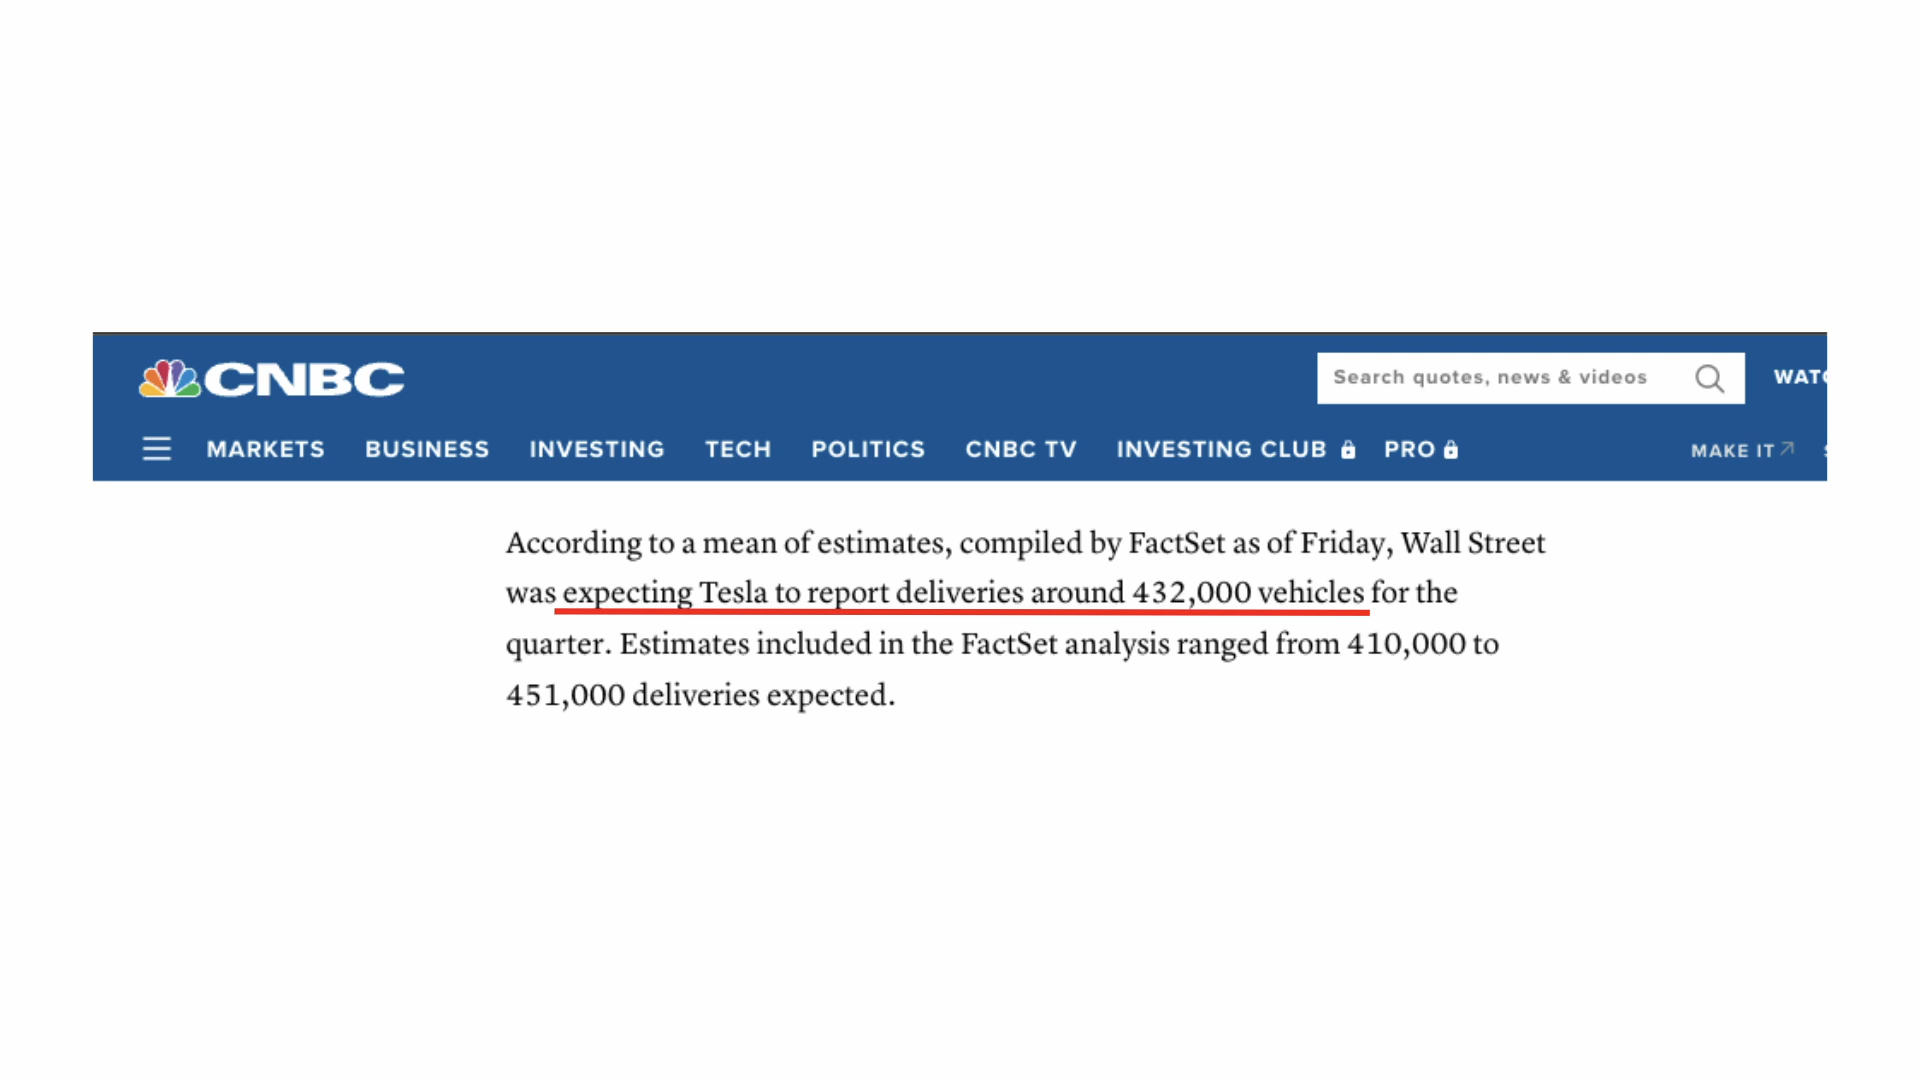 CNBC
Search quotes, news & videos
MARKETS BUSINESS INVESTING TECH POLITICS CNBC TV INVESTING CLUB PRO MAKE IT
According to a mean of estimates, compiled by FactSet as of Friday, Wall Street
was expecting Tesla to report deliveries around 432,000 vehicles for the
quarter. Estimates included in the FactSet analysis ranged from 410,000 to
451,000 deliveries expected.